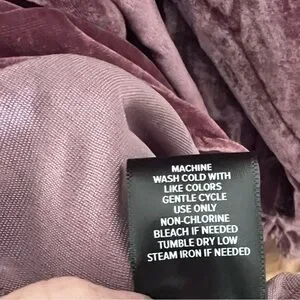 MACHINE
WASH COLD WITH
LIKE COLORS
GENTLE CYCLE
USE ONLY
NON-CHLORINE
BLEACH IF NEEDED
TUMBLE DRY LOW
STEAM IRON IF NEEDED